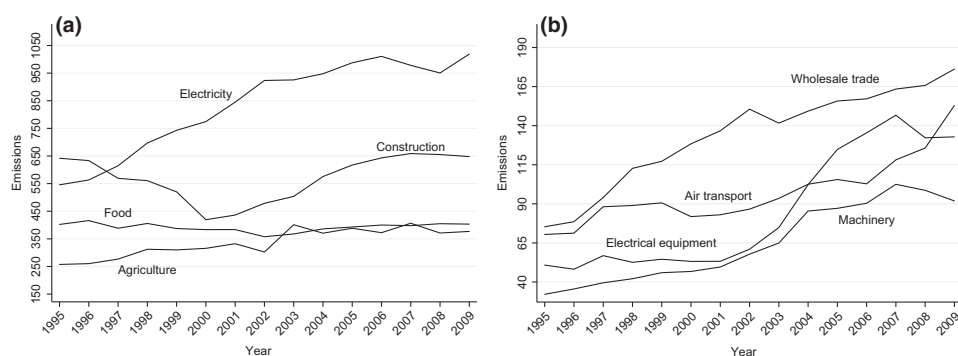 (a)
Emissions
1050
950
850
750
650
550
450
350
250
150
Electricity
Construction
Food
Agriculture
1995 1996 1997 1998 1999 2000 2001 2002 2003 2004 2005 2006 2007 2008 2009
Year
(b)
Emissions
190
165
140
115
90
65
40
Wholesale trade
Air transport
Machinery
Electrical equipment
1995 1996 1997 1998 1999 2000 2001 2002 2003 2004 2005 2006 2007 2008 2009
Year